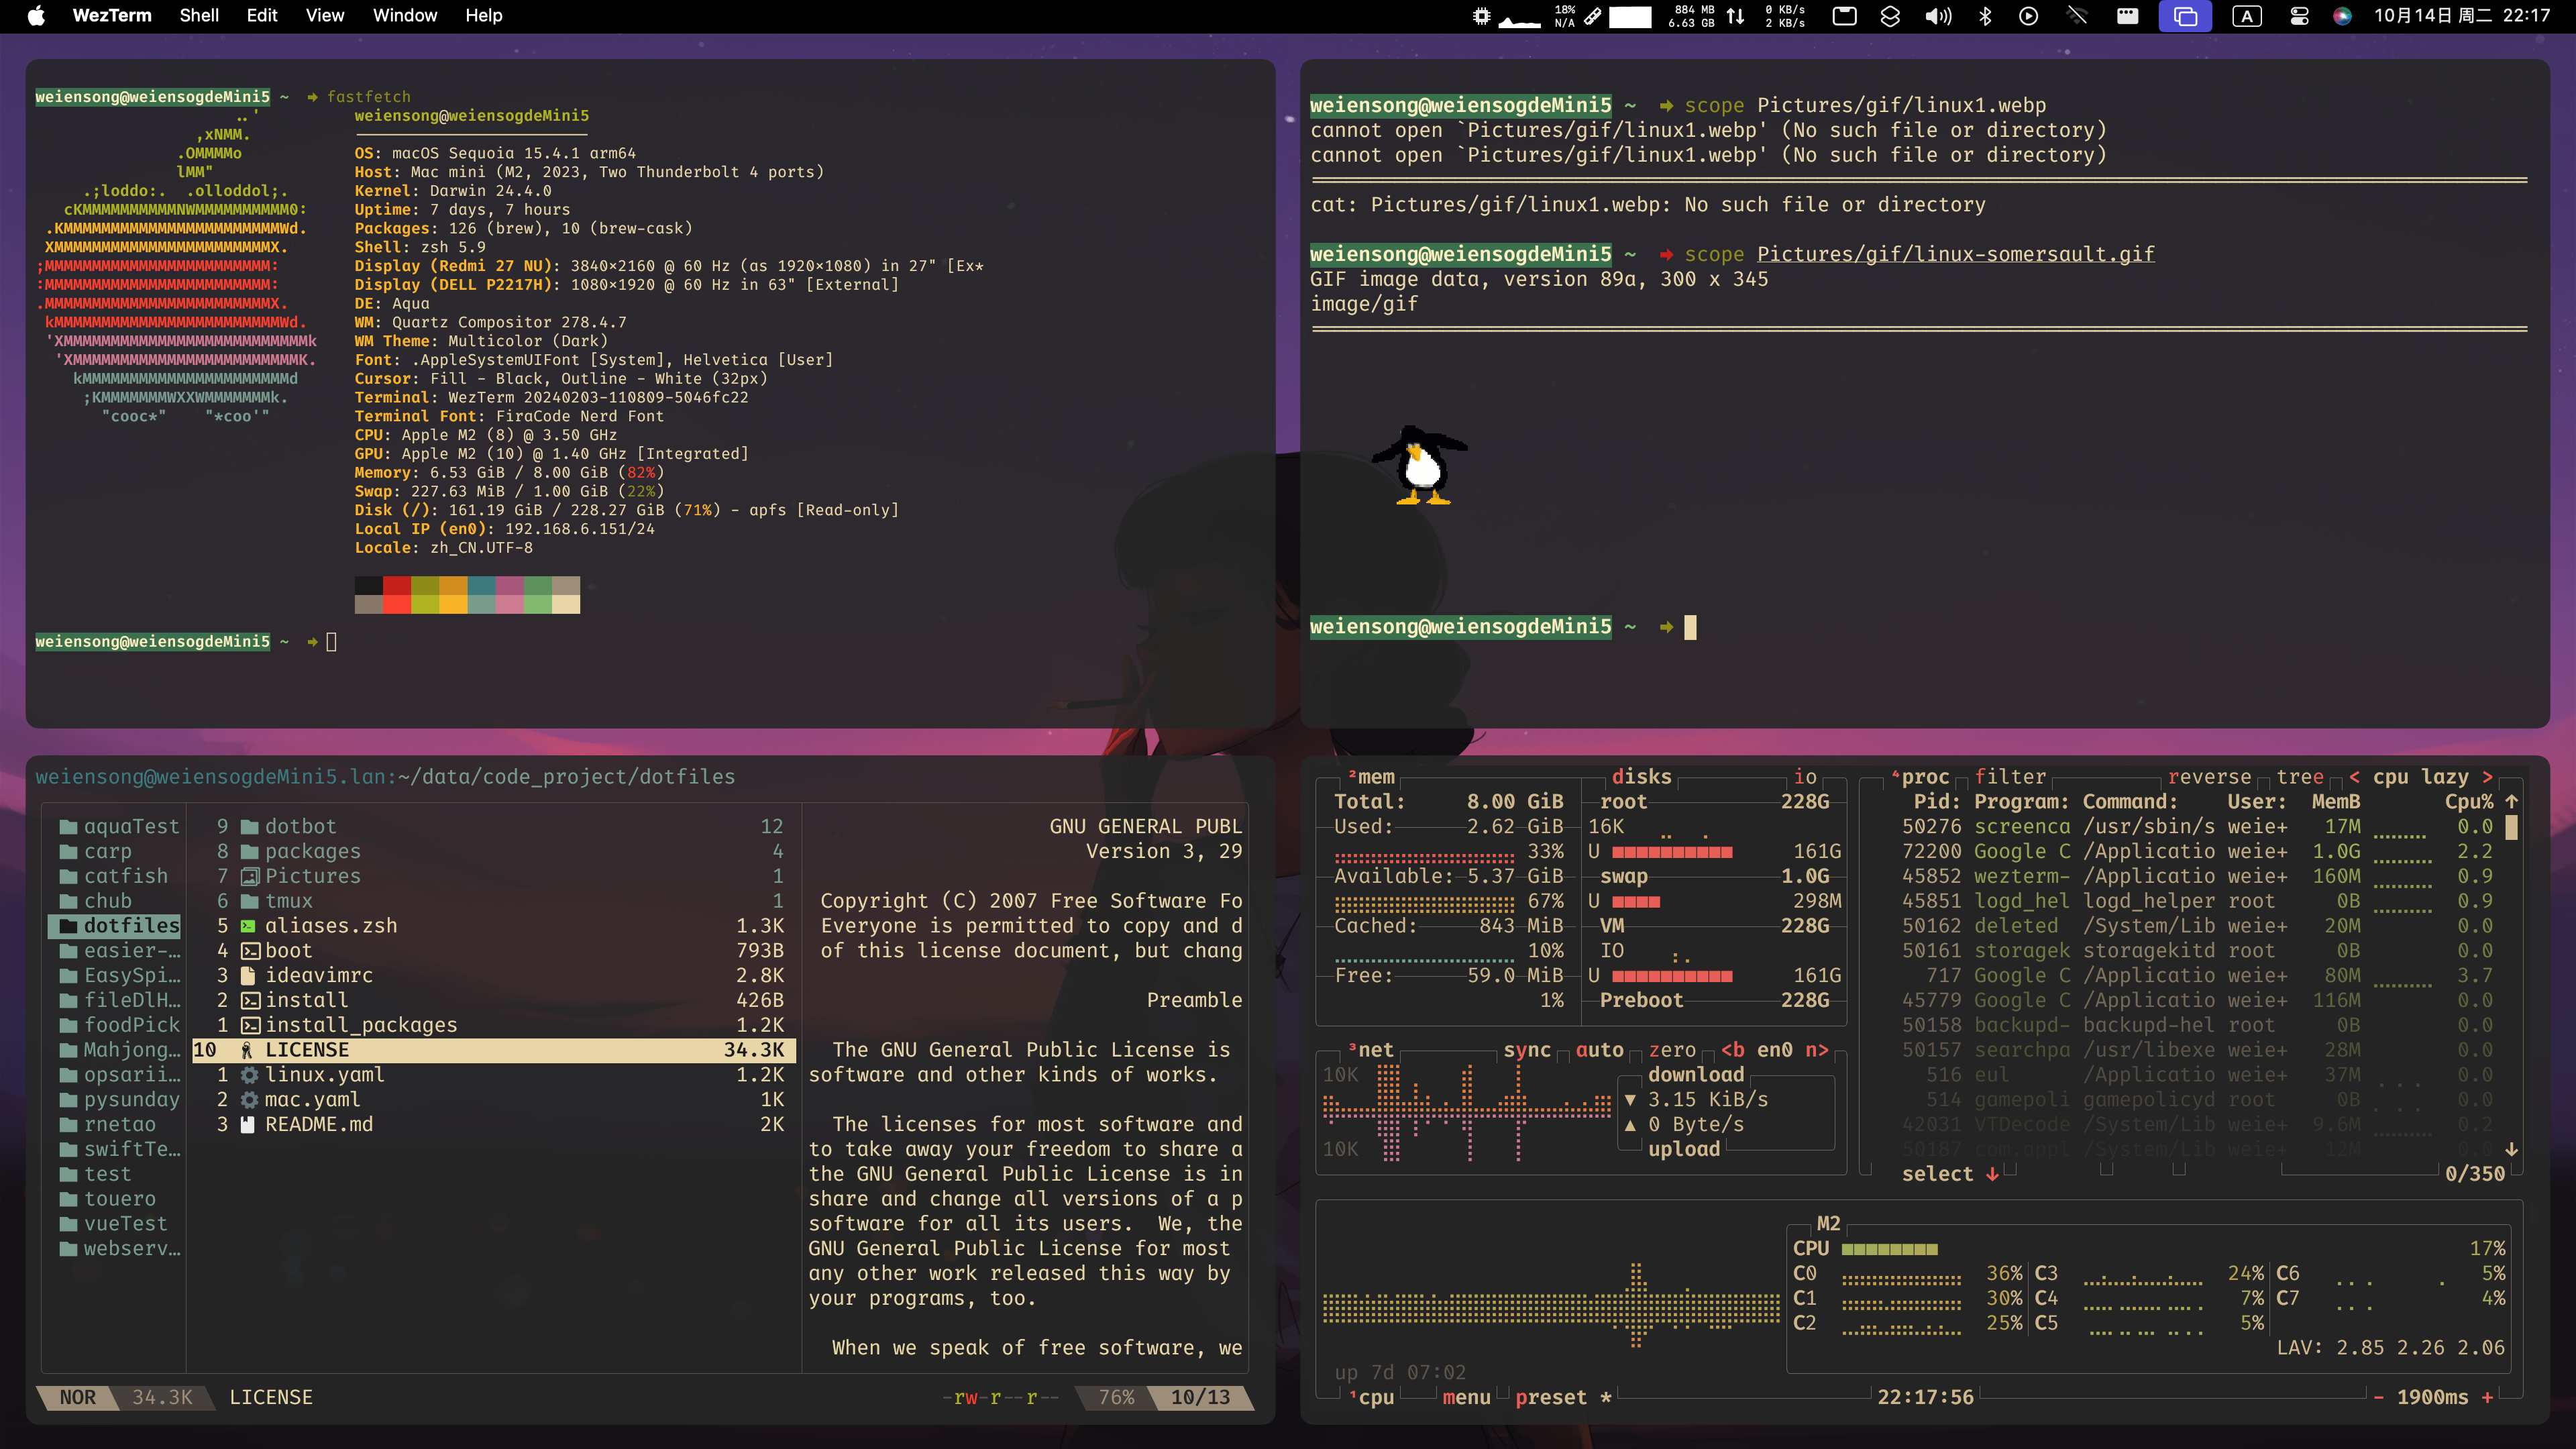 WezTerm Shell Edit View Window Help
18% N/A 884 MB 6.63 GB 0 KB/s 2 KB/s A 10月14日 周二 22:17
weiensong@weiensogdeMini5 ~ ➜ fastfetch
.. '
,xNMM.
.OMMMMo
lMM"
.;loddo:. .olloddol;.
cKMMMMMMMMMMNWMMMMMMMMMM0:
.KMMMMMMMMMMMMMMMMMMMMMMMWd.
XMMMMMMMMMMMMMMMMMMMMMMMX.
;MMMMMMMMMMMMMMMMMMMMMMMM:
:MMMMMMMMMMMMMMMMMMMMMMMM:
.MMMMMMMMMMMMMMMMMMMMMMMMX.
kMMMMMMMMMMMMMMMMMMMMMMMMWd.
'XMMMMMMMMMMMMMMMMMMMMMMMMMMk
'XMMMMMMMMMMMMMMMMMMMMMMMMK.
kMMMMMMMMMMMMMMMMMMMMMMd
;KMMMMMMMWXXWMMMMMMMk.
"cooc*" "*coo'"
weiensong@weiensogdeMini5
OS: macOS Sequoia 15.4.1 arm64
Host: Mac mini (M2, 2023, Two Thunderbolt 4 ports)
Kernel: Darwin 24.4.0
Uptime: 7 days, 7 hours
Packages: 126 (brew), 10 (brew-cask)
Shell: zsh 5.9
Display (Redmi 27 NU): 3840×2160 @ 60 Hz (as 1920×1080) in 27" [Ex*
Display (DELL P2217H): 1080×1920 @ 60 Hz in 63" [External]
DE: Aqua
WM: Quartz Compositor 278.4.7
WM Theme: Multicolor (Dark)
Font: .AppleSystemUIFont [System], Helvetica [User]
Cursor: Fill - Black, Outline - White (32px)
Terminal: WezTerm 20240203-110809-5046fc22
Terminal Font: FiraCode Nerd Font
CPU: Apple M2 (8) @ 3.50 GHz
GPU: Apple M2 (10) @ 1.40 GHz [Integrated]
Memory: 6.53 GiB / 8.00 GiB (82%)
Swap: 227.63 MiB / 1.00 GiB (22%)
Disk (/): 161.19 GiB / 228.27 GiB (71%) - apfs [Read-only]
Local IP (en0): 192.168.6.151/24
Locale: zh_CN.UTF-8
weiensong@weiensogdeMini5 ~ ➜
weiensong@weiensogdeMini5 ~ ➜ scope Pictures/gif/linux1.webp
cannot open `Pictures/gif/linux1.webp' (No such file or directory)
cannot open `Pictures/gif/linux1.webp' (No such file or directory)
cat: Pictures/gif/linux1.webp: No such file or directory
weiensong@weiensogdeMini5 ~ ➜ scope Pictures/gif/linux-somersault.gif
GIF image data, version 89a, 300 x 345
image/gif
weiensong@weiensogdeMini5 ~ ➜
weiensong@weiensogdeMini5.lan:~/data/code_project/dotfiles
aquaTest
carp
catfish
chub
dotfiles
easier-…
EasySpi…
fileDlH…
foodPick
Mahjong…
opsarii…
pysunday
rnetao
swiftTe…
test
touero
vueTest
webserv…
9 dotbot 12
8 packages 4
7 Pictures 1
6 tmux 1
5 aliases.zsh 1.3K
4 boot 793B
3 ideavimrc 2.8K
2 install 426B
1 install_packages 1.2K
10 LICENSE 34.3K
1 linux.yaml 1.2K
2 mac.yaml 1K
3 README.md 2K
GNU GENERAL PUBL
Version 3, 29
Copyright (C) 2007 Free Software Fo
Everyone is permitted to copy and d
of this license document, but chang
Preamble
The GNU General Public License is
software and other kinds of works.
The licenses for most software and
to take away your freedom to share a
the GNU General Public License is in
share and change all versions of a p
software for all its users. We, the
GNU General Public License for most
any other work released this way by
your programs, too.
When we speak of free software, we
NOR 34.3K LICENSE -rw-r--r-- 76% 10/13
²mem disks io
Total: 8.00 GiB
Used: 2.62 GiB
33%
Available: 5.37 GiB
67%
Cached: 843 MiB
10%
Free: 59.0 MiB
1%
root 228G
16K
U 161G
swap 1.0G
U 298M
VM 228G
IO
U 161G
Preboot 228G
³net sync auto zero <b en0 n>
10K
10K
download
▼ 3.15 KiB/s
▲ 0 Byte/s
upload
⁴proc filter reverse tree < cpu lazy >
Pid: Program: Command: User: MemB Cpu% ↑
50276 screenca /usr/sbin/s weie+ 17M 0.0
72200 Google C /Applicatio weie+ 1.0G 2.2
45852 wezterm- /Applicatio weie+ 160M 0.9
45851 logd_hel logd_helper root 0B 0.9
50162 deleted /System/Lib weie+ 20M 0.0
50161 storagek storagekitd root 0B 0.0
717 Google C /Applicatio weie+ 80M 3.7
45779 Google C /Applicatio weie+ 116M 0.0
50158 backupd- backupd-hel root 0B 0.0
50157 searchpa /usr/libexe weie+ 28M 0.0
516 eul /Applicatio weie+ 37M 0.0
514 gamepoli gamepolicyd root 0B 0.0
42031 VTDecode /System/Lib weie+ 9.6M 0.2
50187 com.appl /System/Lib weie+ 12M 0.0
select ↓ 0/350
M2
CPU 17%
C0 36% C3 24% C6 5%
C1 30% C4 7% C7 4%
C2 25% C5 5%
LAV: 2.85 2.26 2.06
up 7d 07:02
¹cpu menu preset * 22:17:56 - 1900ms +